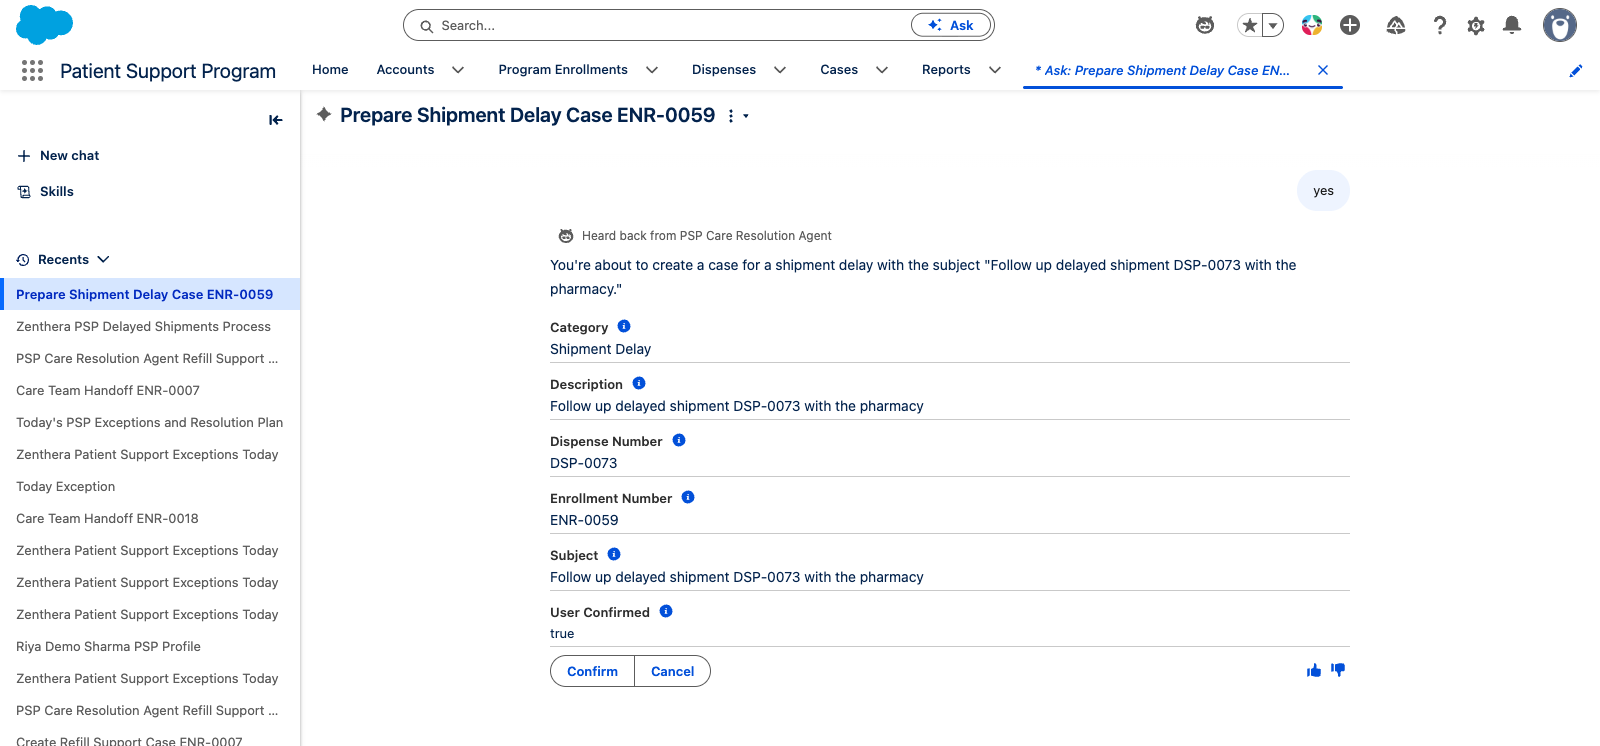 Search...
Ask
Patient Support Program
Home
Accounts
Program Enrollments
Dispenses
Cases
Reports
* Ask: Prepare Shipment Delay Case EN...
New chat
Skills
Recents
Prepare Shipment Delay Case ENR-0059
Zenthera PSP Delayed Shipments Process
PSP Care Resolution Agent Refill Support ...
Care Team Handoff ENR-0007
Today's PSP Exceptions and Resolution Plan
Zenthera Patient Support Exceptions Today
Today Exception
Care Team Handoff ENR-0018
Zenthera Patient Support Exceptions Today
Zenthera Patient Support Exceptions Today
Zenthera Patient Support Exceptions Today
Riya Demo Sharma PSP Profile
Zenthera Patient Support Exceptions Today
PSP Care Resolution Agent Refill Support ...
Create Refill Support Case ENR-0007
Prepare Shipment Delay Case ENR-0059
yes
Heard back from PSP Care Resolution Agent
You're about to create a case for a shipment delay with the subject "Follow up delayed shipment DSP-0073 with the
pharmacy."
Category
Shipment Delay
Description
Follow up delayed shipment DSP-0073 with the pharmacy
Dispense Number
DSP-0073
Enrollment Number
ENR-0059
Subject
Follow up delayed shipment DSP-0073 with the pharmacy
User Confirmed
true
Confirm
Cancel